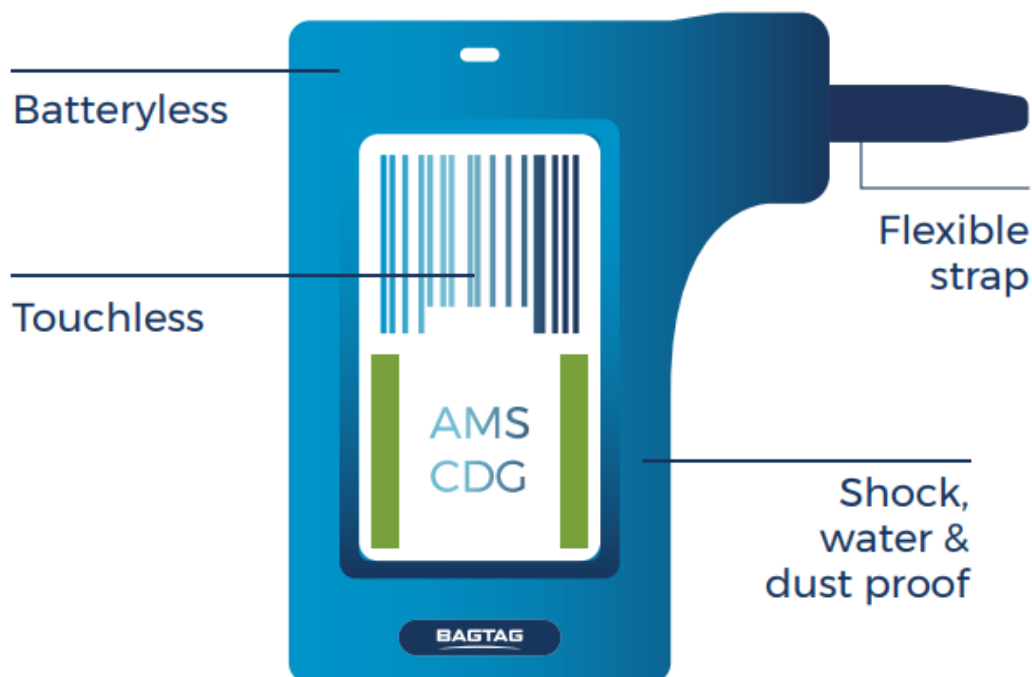 Batteryless
Touchless
AMS
CDG
Flexible
strap
Shock,
water &
dust proof
BAGTAG